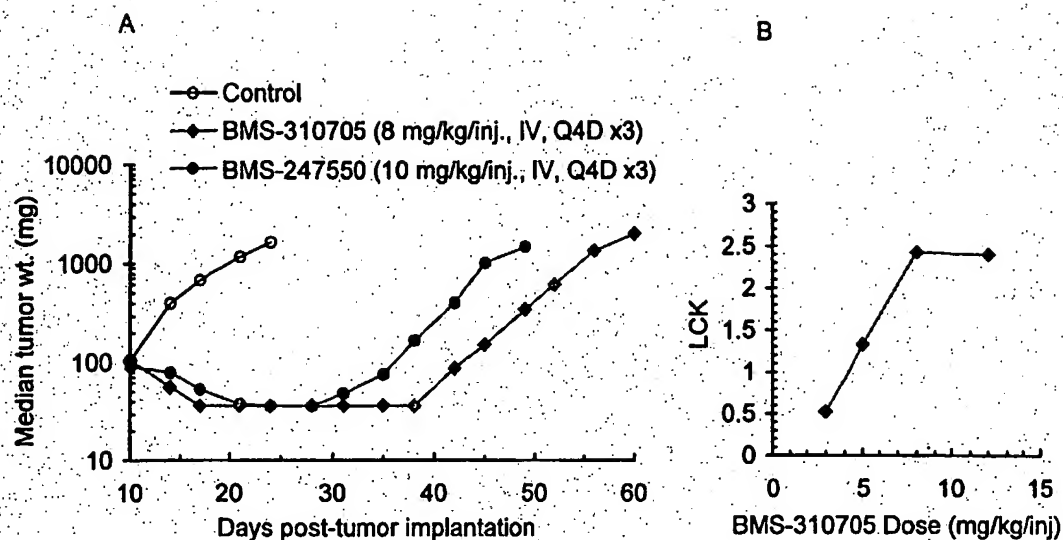 A
Control
BMS-310705 (8 mg/kg/inj., IV, Q4D x3)
BMS-247550 (10 mg/kg/inj., IV, Q4D x3)
Median tumor wt. (mg)
10000
1000
100
10
10
20
30
40
50
60
Days post-tumor implantation
B
LCK
3
2.5
2
1.5
1
0.5
0
0
5
10
15
BMS-310705 Dose (mg/kg/inj)